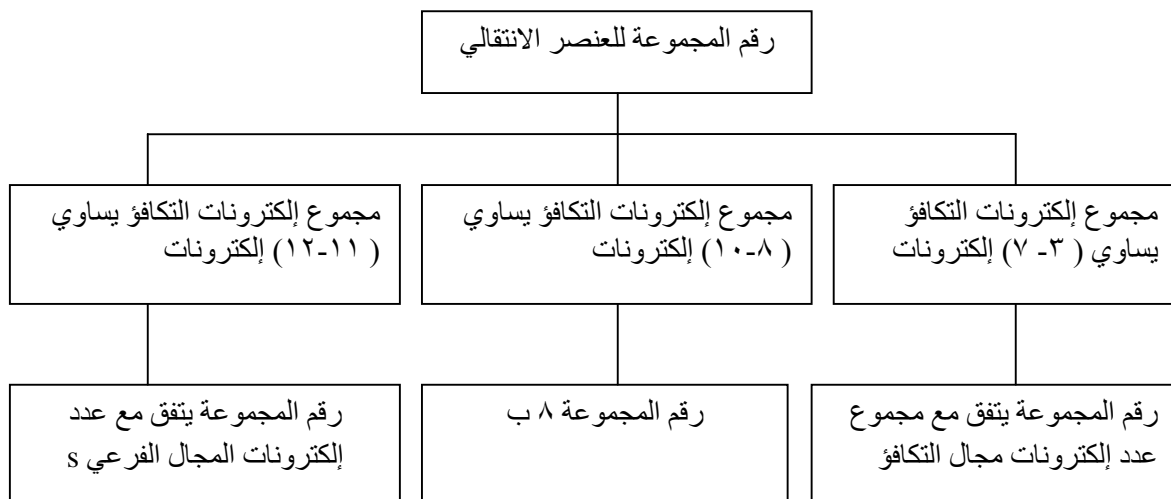 رقم المجموعة للعنصر الانتقالي
مجموع إلكترونات التكافؤ
يساوي ( ٣- ٧) إلكترونات
مجموع إلكترونات التكافؤ يساوي
( ٨-١٠) إلكترونات
مجموع إلكترونات التكافؤ يساوي
( ١١-١٢) إلكترونات
رقم المجموعة يتفق مع مجموع
عدد إلكترونات مجال التكافؤ
رقم المجموعة ٨ ب
رقم المجموعة يتفق مع عدد
إلكترونات المجال الفرعي s